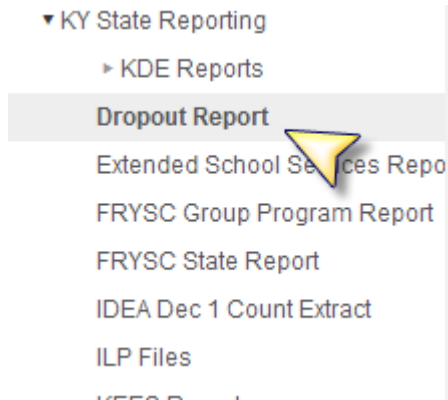 KY State Reporting
KDE Reports
Dropout Report
Extended School Services Repo
FRYSC Group Program Report
FRYSC State Report
IDEA Dec 1 Count Extract
ILP Files